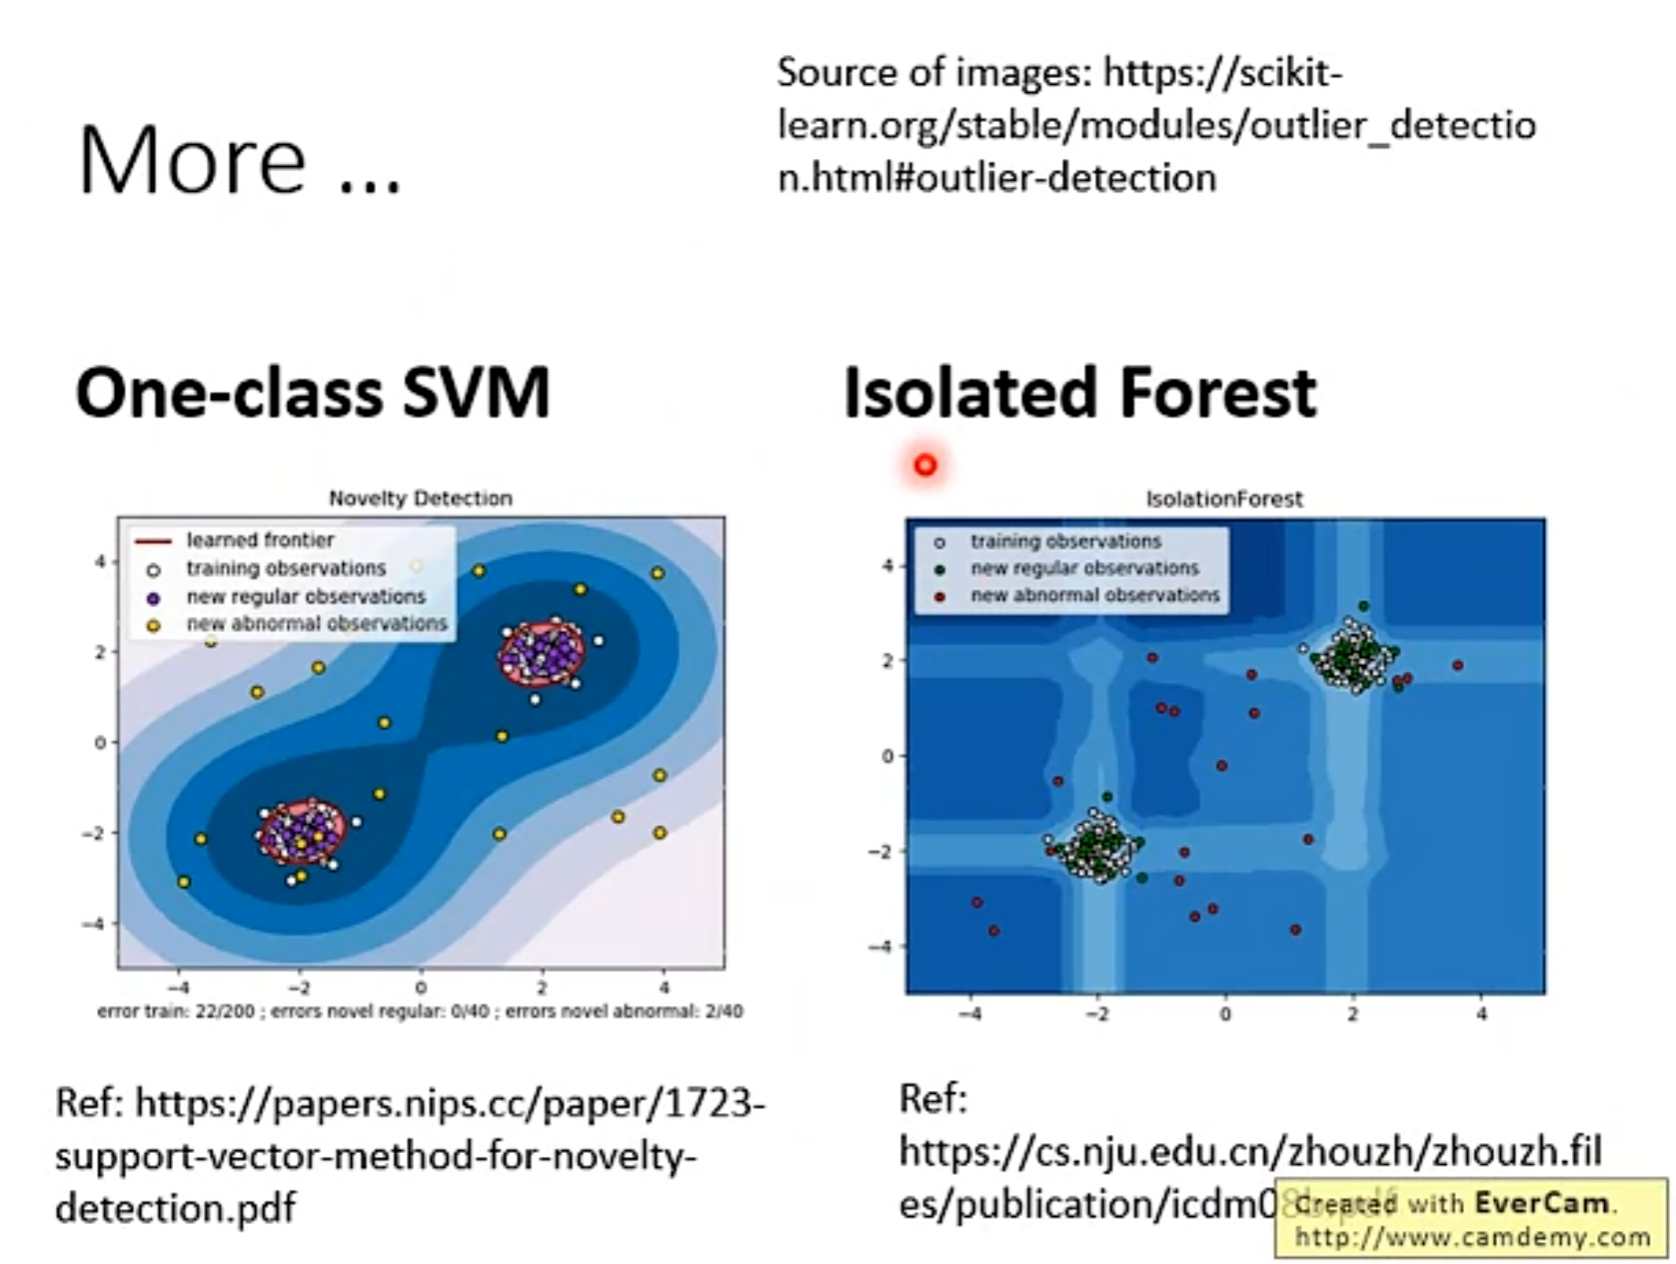 More ...
Source of images: https://scikit-
learn.org/stable/modules/outlier_detectio
n.html#outlier-detection
One-class SVM
Novelty Detection
learned frontier
training observations
new regular observations
new abnormal observations
4
2
0
−2
−4
−4 −2 0 2 4
error train: 22/200 ; errors novel regular: 0/40 ; errors novel abnormal: 2/40
Ref: https://papers.nips.cc/paper/1723-
support-vector-method-for-novelty-
detection.pdf
Isolated Forest
IsolationForest
training observations
new regular observations
new abnormal observations
4
2
0
−2
−4
−4 −2 0 2 4
Ref:
https://cs.nju.edu.cn/zhouzh/zhouzh.fil
es/publication/icdm08b.pdf
Created with EverCam.
http://www.camdemy.com